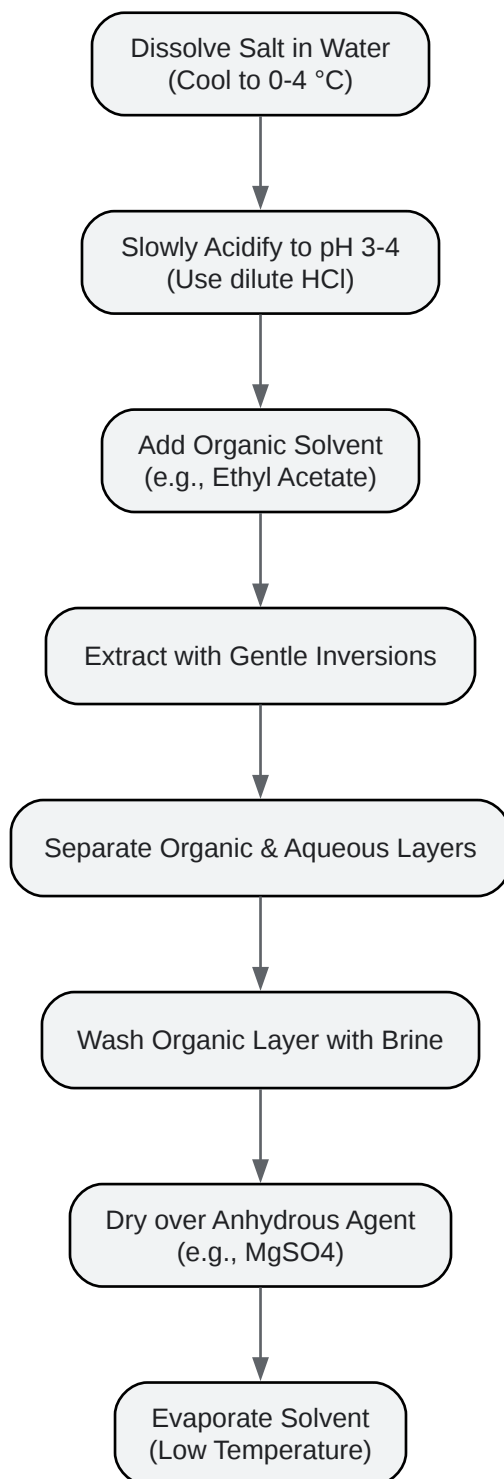 Dissolve Salt in Water
(Cool to 0-4 °C)
Slowly Acidify to pH 3-4
(Use dilute HCl)
Add Organic Solvent
(e.g., Ethyl Acetate)
Extract with Gentle Inversions
Separate Organic & Aqueous Layers
Wash Organic Layer with Brine
Dry over Anhydrous Agent
(e.g., MgSO4)
Evaporate Solvent
(Low Temperature)